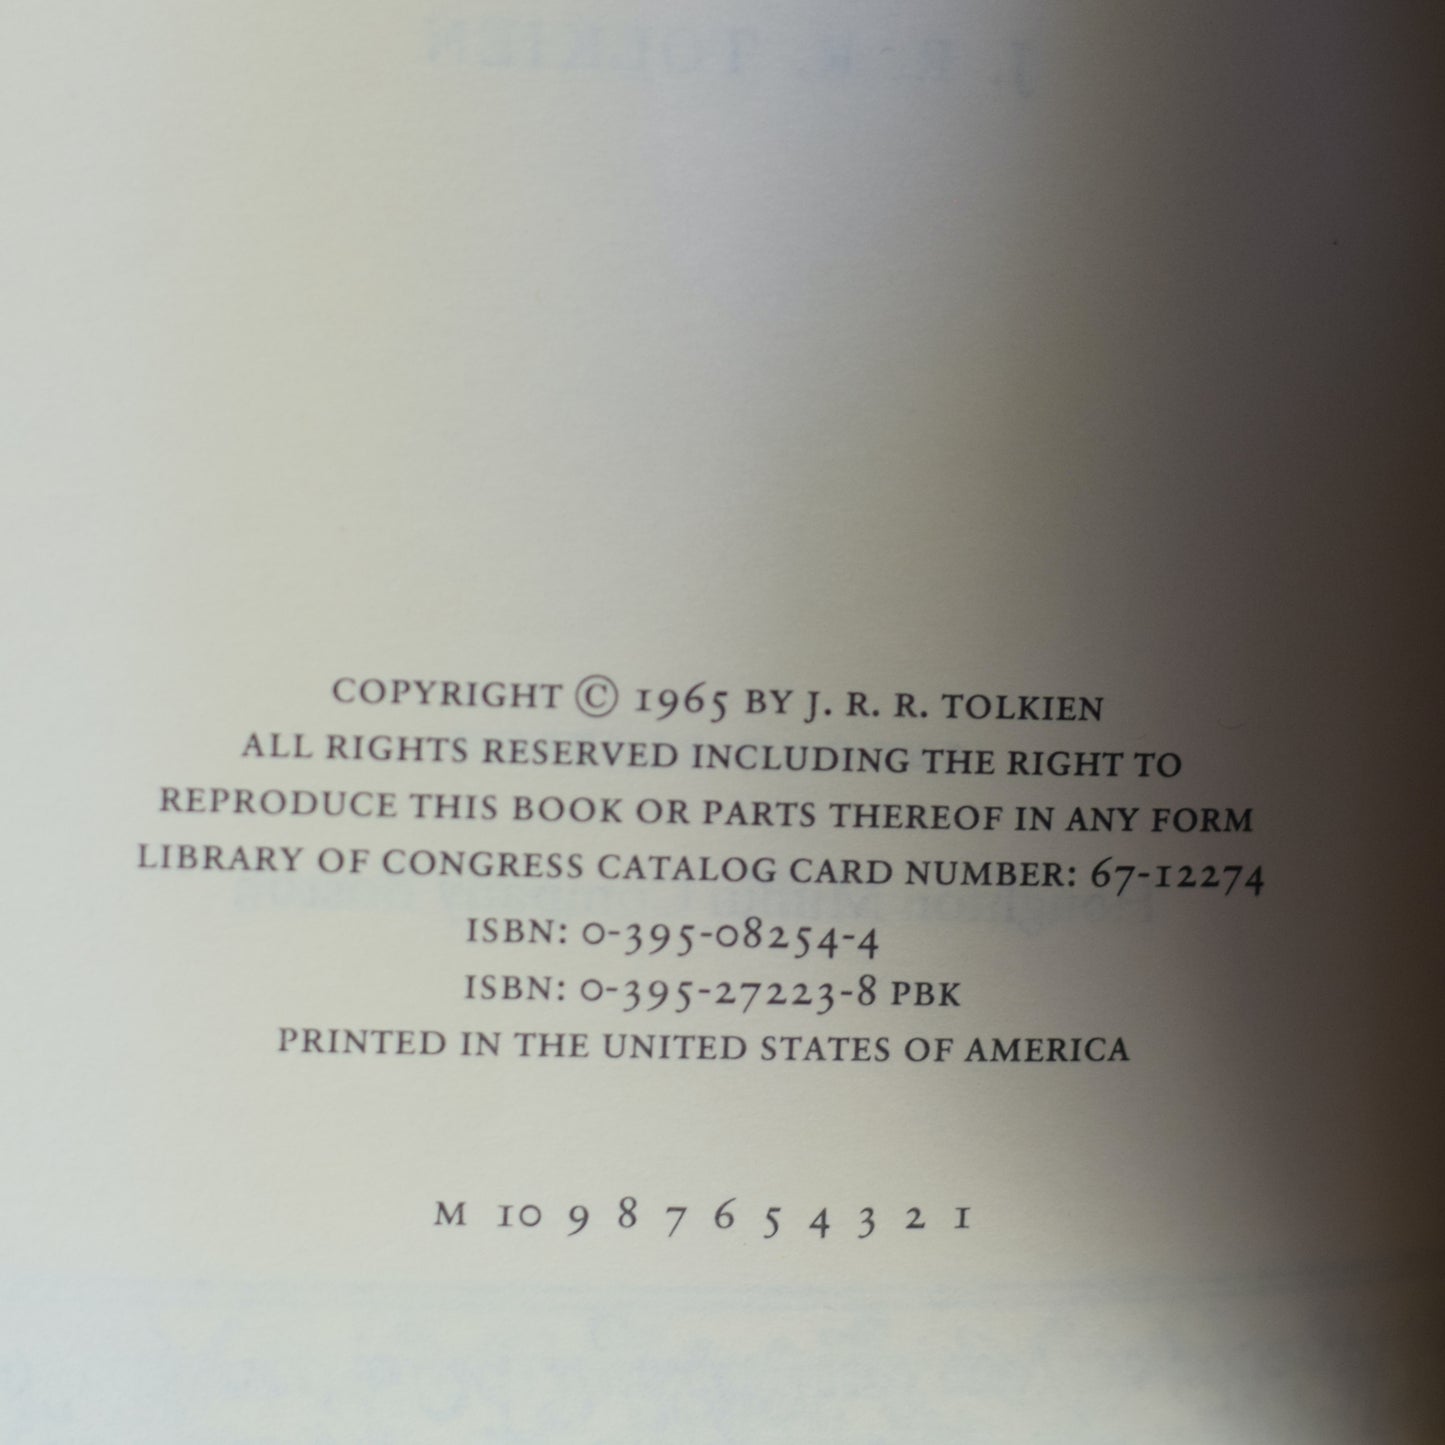 J. R. R. TOLKIEN
COPYRIGHT © 1965 BY J. R. R. TOLKIEN
ALL RIGHTS RESERVED INCLUDING THE RIGHT TO
REPRODUCE THIS BOOK OR PARTS THEREOF IN ANY FORM
LIBRARY OF CONGRESS CATALOG CARD NUMBER: 67-12274
ISBN: 0-395-08254-4
ISBN: 0-395-27223-8 PBK
PRINTED IN THE UNITED STATES OF AMERICA
M 10 9 8 7 6 5 4 3 2 1